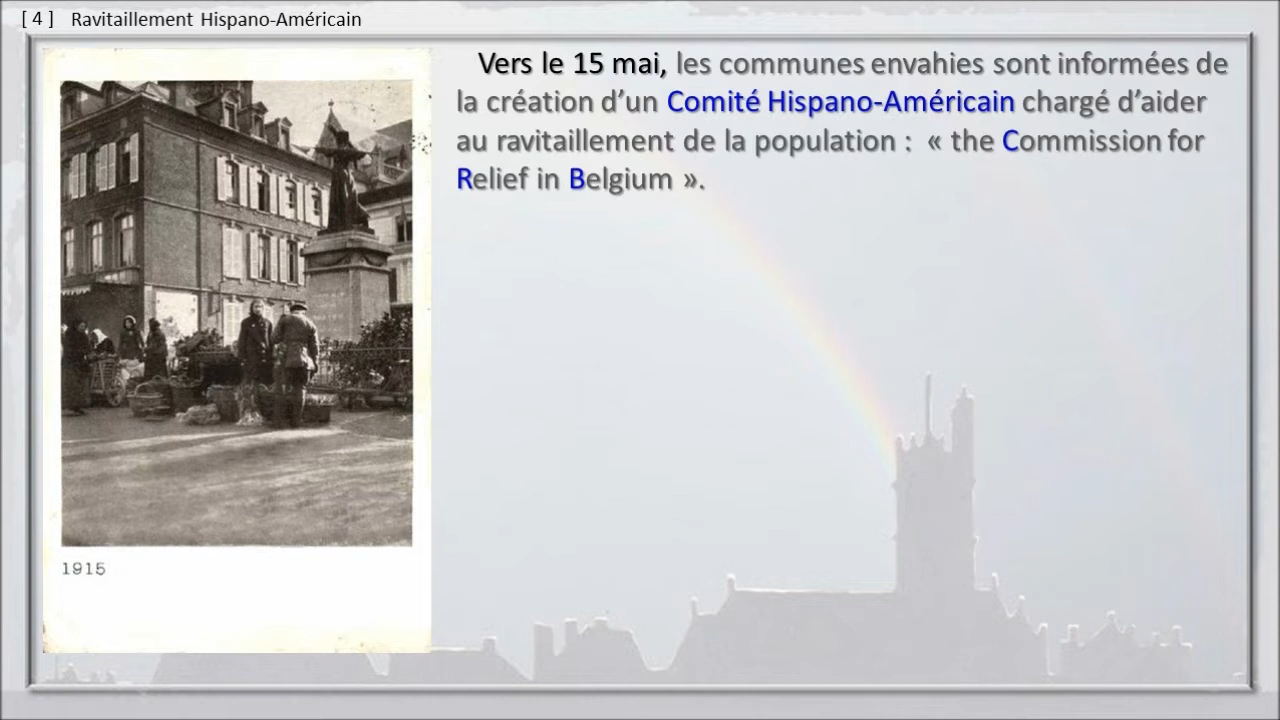 [ 4 ] Ravitaillement Hispano-Américain
Vers le 15 mai, les communes envahies sont informées de
la création d’un Comité Hispano-Américain chargé d’aider
au ravitaillement de la population : « the Commission for
Relief in Belgium ».
1915